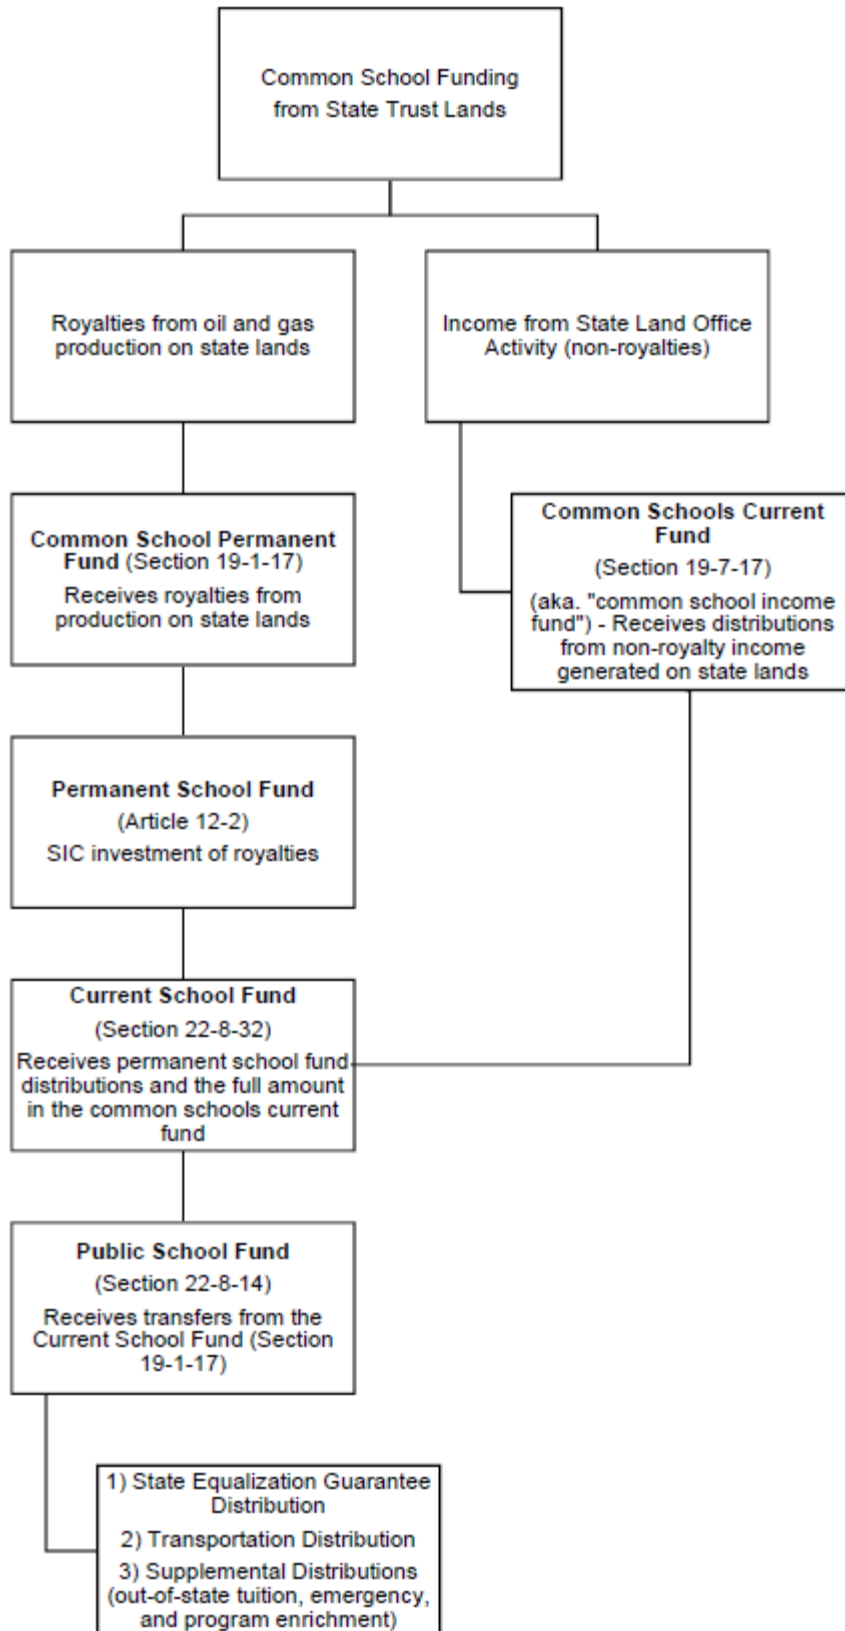 Common School Funding
from State Trust Lands
Royalties from oil and gas
production on state lands
Income from State Land Office
Activity (non-royalties)
Common School Permanent
Fund (Section 19-1-17)
Receives royalties from
production on state lands
Common Schools Current
Fund
(Section 19-7-17)
(aka. "common school income
fund") - Receives distributions
from non-royalty income
generated on state lands
Permanent School Fund
(Article 12-2)
SIC investment of royalties
Current School Fund
(Section 22-8-32)
Receives permanent school fund
distributions and the full amount
in the common schools current
fund
Public School Fund
(Section 22-8-14)
Receives transfers from the
Current School Fund (Section
19-1-17)
1) State Equalization Guarantee
Distribution
2) Transportation Distribution
3) Supplemental Distributions
(out-of-state tuition, emergency,
and program enrichment)